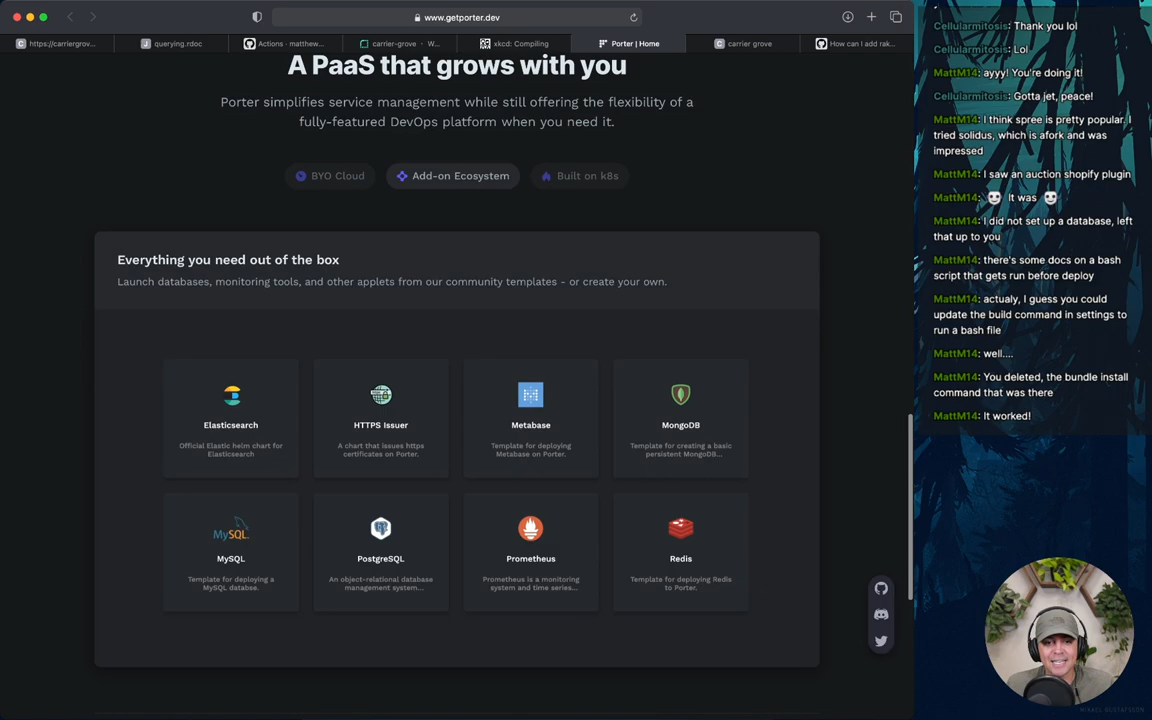 www.getporter.dev
https://carriergrov...
querying.rdoc
Actions · matthew...
carrier-grove · W...
xkcd: Compiling
Porter | Home
carrier grove
How can I add rak...
A PaaS that grows with you
Porter simplifies service management while still offering the flexibility of a
fully-featured DevOps platform when you need it.
BYO Cloud
Add-on Ecosystem
Built on k8s
Everything you need out of the box
Launch databases, monitoring tools, and other applets from our community templates - or create your own.
Elasticsearch
Official Elastic helm chart for
Elasticsearch
HTTPS Issuer
A chart that issues https
certificates on Porter.
Metabase
Template for deploying
Metabase on Porter.
MongoDB
Template for creating a basic
persistent MongoDB...
MySQL
MySQL
Template for deploying a
MySQL databse.
PostgreSQL
An object-relational database
management system...
Prometheus
Prometheus is a monitoring
system and time series...
Redis
Template for deploying Redis
to Porter.
Cellularmitosis: Thank you lol
Cellularmitosis: Lol
MattM14: ayyy! You're doing it!
Cellularmitosis: Gotta jet, peace!
MattM14: I think spree is pretty popular. I
tried solidus, which is afork and was
impressed
MattM14: I saw an auction shopify plugin
MattM14: It was
MattM14: I did not set up a database, left
that up to you
MattM14: there's some docs on a bash
script that gets run before deploy
MattM14: actualy, I guess you could
update the build command in settings to
run a bash file
MattM14: well....
MattM14: You deleted, the bundle install
command that was there
MattM14: It worked!
MIKAEL GUSTAFSSON